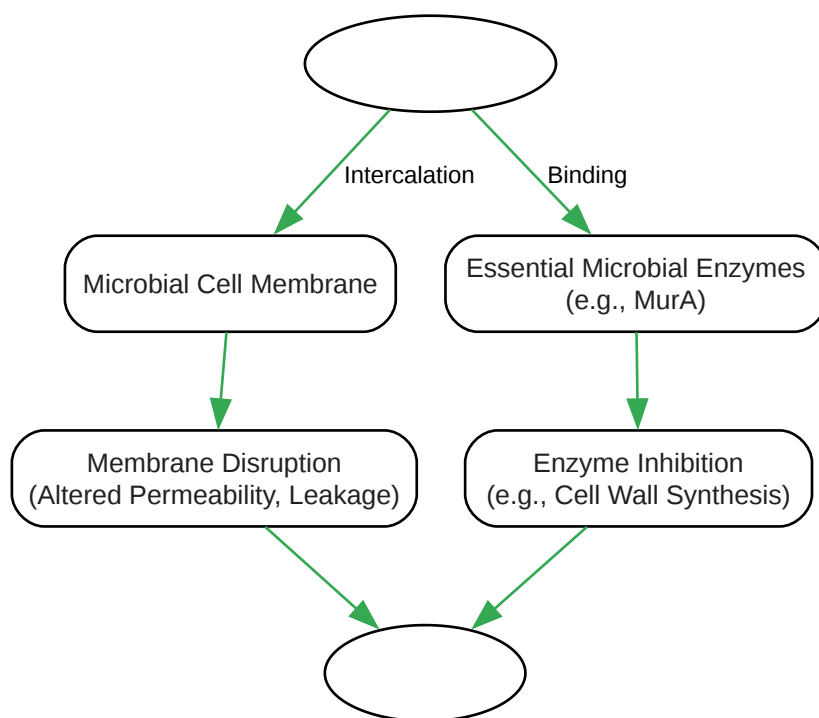 Intercalation
Binding
Microbial Cell Membrane
Essential Microbial Enzymes
(e.g., MurA)
Membrane Disruption
(Altered Permeability, Leakage)
Enzyme Inhibition
(e.g., Cell Wall Synthesis)